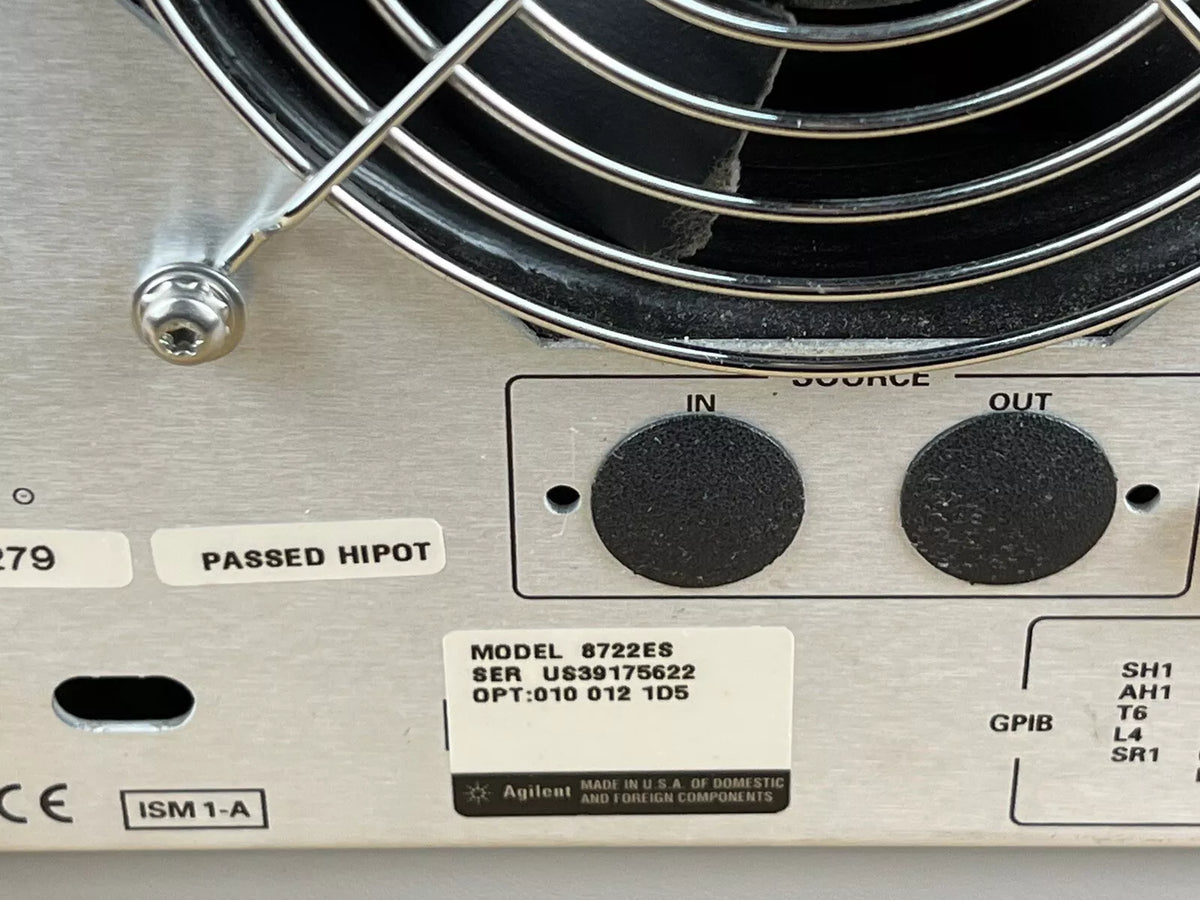 SOURCE
IN OUT
279
PASSED HIPOT
MODEL 8722ES
SER US39175622
OPT:010 012 1D5
Agilent MADE IN U.S.A. OF DOMESTIC
AND FOREIGN COMPONENTS
GPIB
SH1
AH1
T6
L4
SR1
CE
ISM 1-A